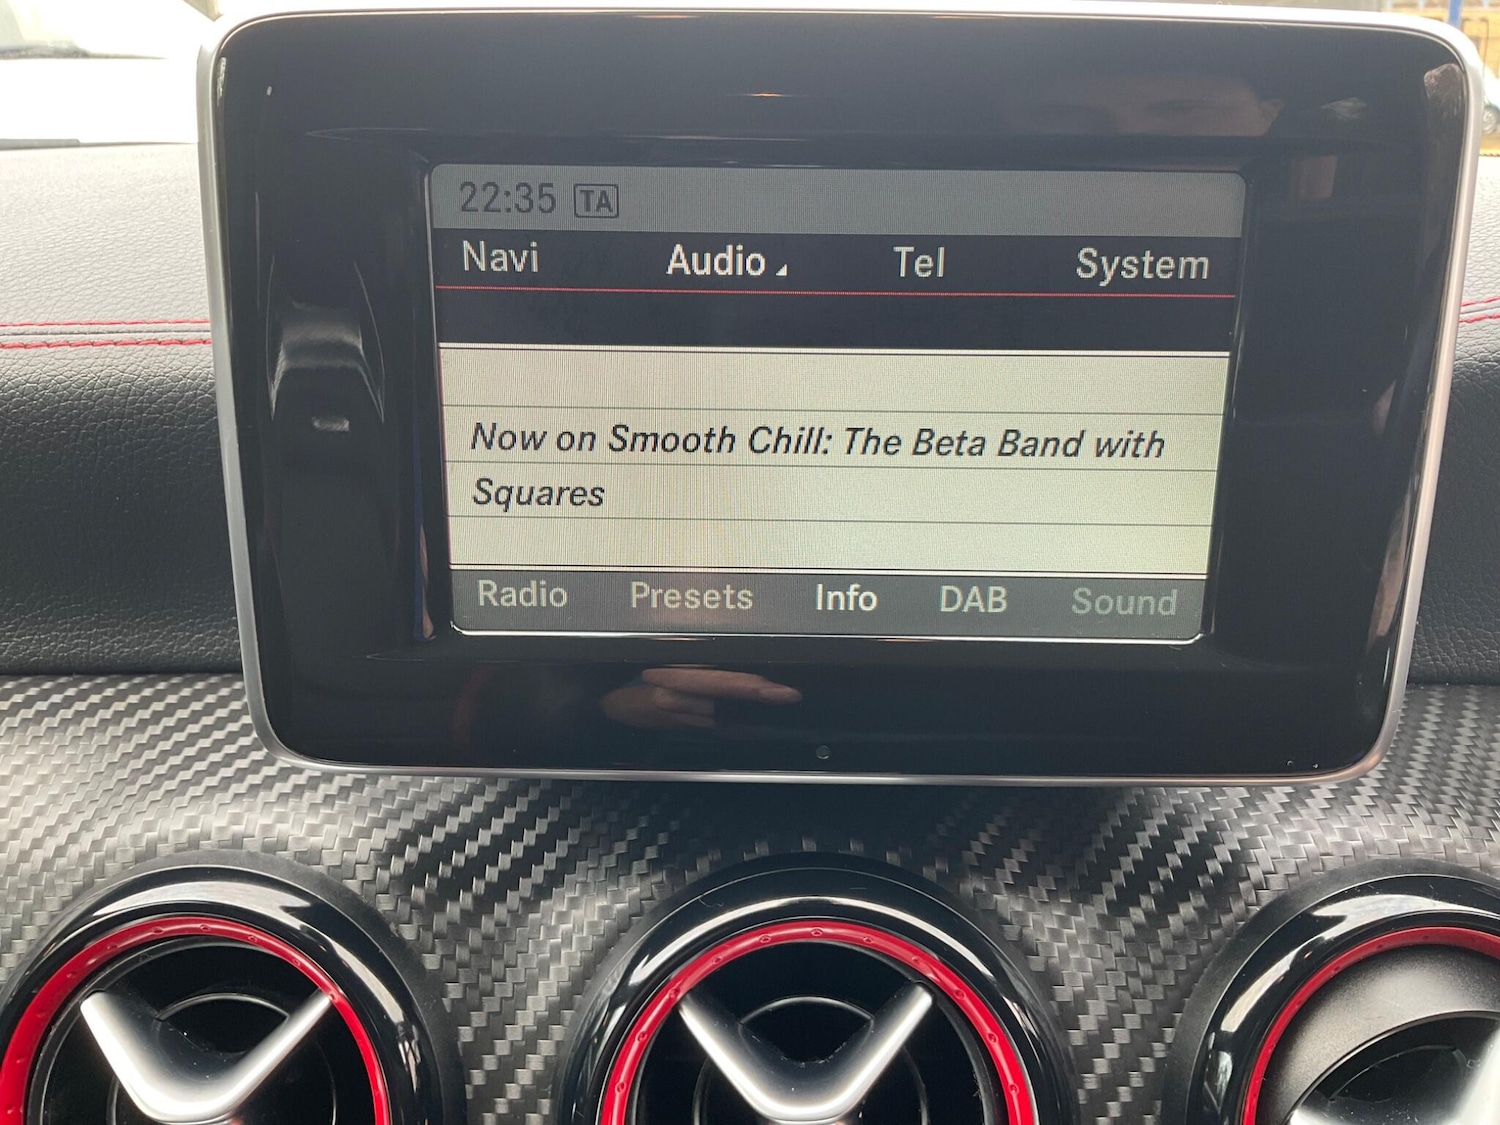 22:35 TA
Navi Audio Tel System
Now on Smooth Chill: The Beta Band with
Squares
Radio Presets Info DAB Sound